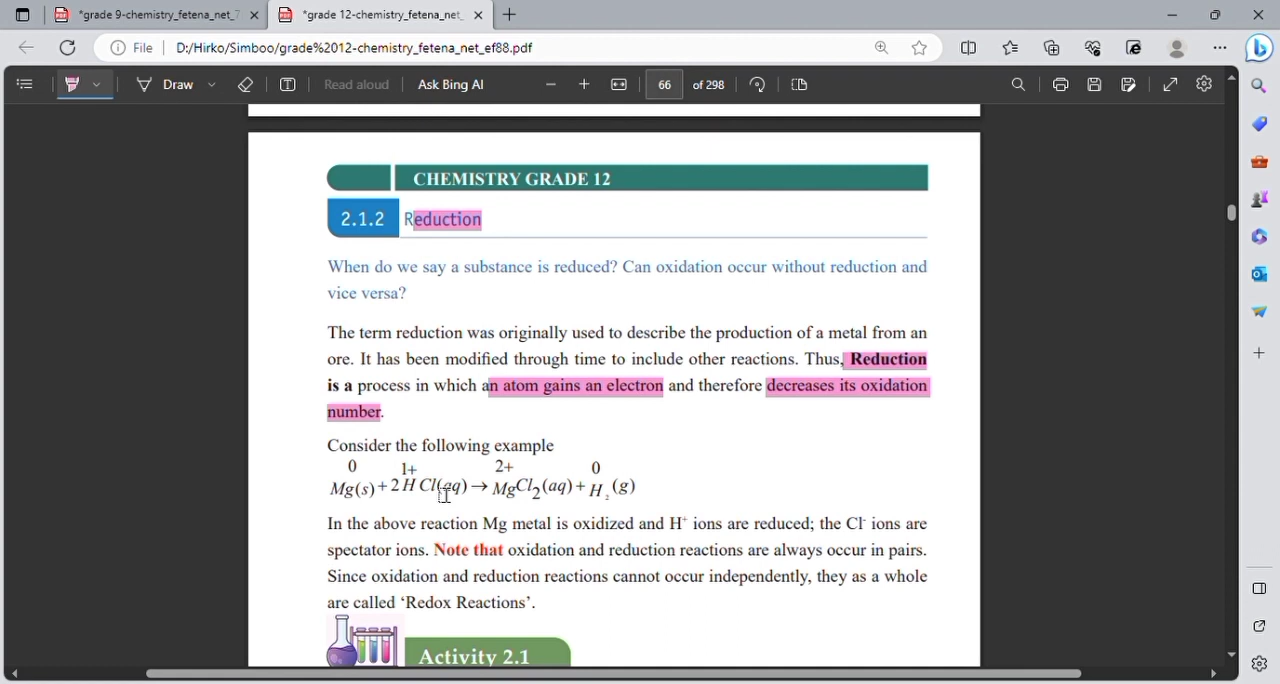 *grade 9-chemistry_fetena_net_7
*grade 12-chemistry_fetena_net_
File D:/Hirko/Simboo/grade%2012-chemistry_fetena_net_ef88.pdf
Draw Read aloud Ask Bing AI 66 of 298
CHEMISTRY GRADE 12
2.1.2 Reduction
When do we say a substance is reduced? Can oxidation occur without reduction and
vice versa?
The term reduction was originally used to describe the production of a metal from an
ore. It has been modified through time to include other reactions. Thus, Reduction
is a process in which an atom gains an electron and therefore decreases its oxidation
number.
Consider the following example
0 1+ 2+ 0
Mg(s) + 2H Cl(aq) → MgCl₂(aq) + H₂(g)
In the above reaction Mg metal is oxidized and H⁺ ions are reduced; the Cl⁻ ions are
spectator ions. Note that oxidation and reduction reactions are always occur in pairs.
Since oxidation and reduction reactions cannot occur independently, they as a whole
are called ‘Redox Reactions’.
Activity 2.1